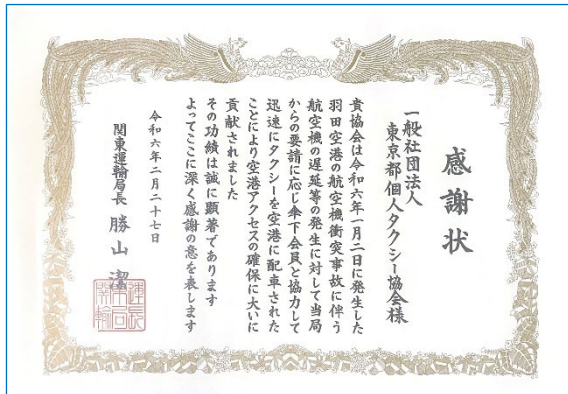 感謝状
一般社団法人
東京都個人タクシー協会様
貴協会は令和六年一月二日に発生した
羽田空港の航空機衝突事故に伴う
航空機の遅延等の発生に対して当局
からの要請に応じ傘下会員と協力して
迅速にタクシーを空港に配車された
ことにより空港アクセスの確保に大いに
貢献されました
その功績は誠に顕著であります
よってここに深く感謝の意を表します
令和六年二月二十七日
関東運輸局長 勝山 潔